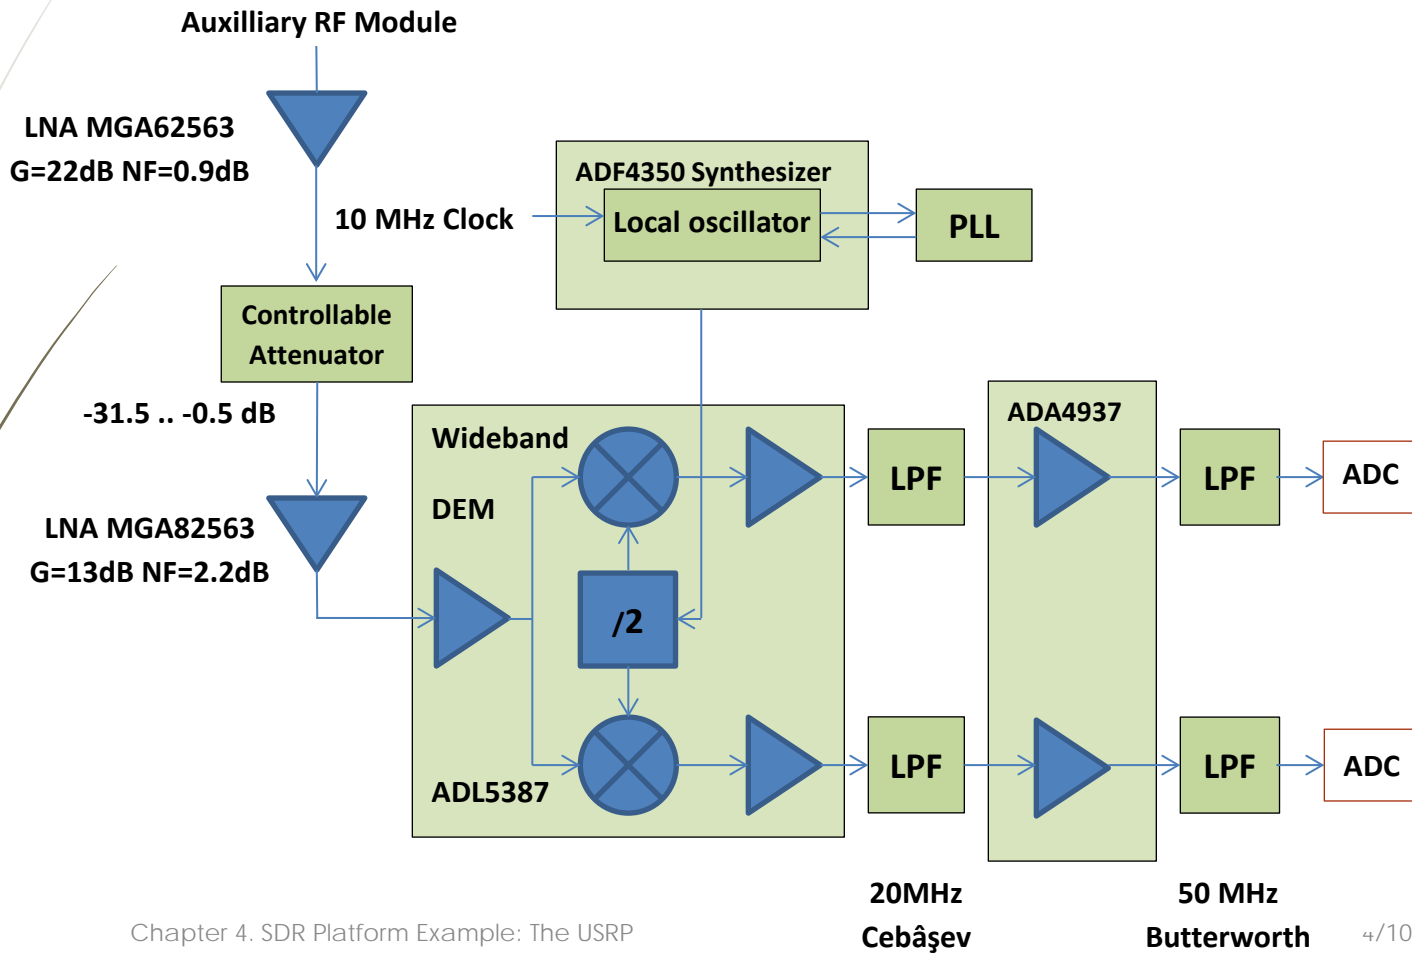 Auxilliary RF Module
LNA MGA62563
G=22dB NF=0.9dB
ADF4350 Synthesizer
10 MHz Clock
Local oscillator
PLL
Controllable
Attenuator
-31.5 .. -0.5 dB
LNA MGA82563
G=13dB NF=2.2dB
Wideband
DEM
/2
ADL5387
LPF
ADA4937
LPF
ADC
LPF
LPF
ADC
20MHz
Cebâşev
50 MHz
Butterworth
Chapter 4. SDR Platform Example: The USRP
4/10